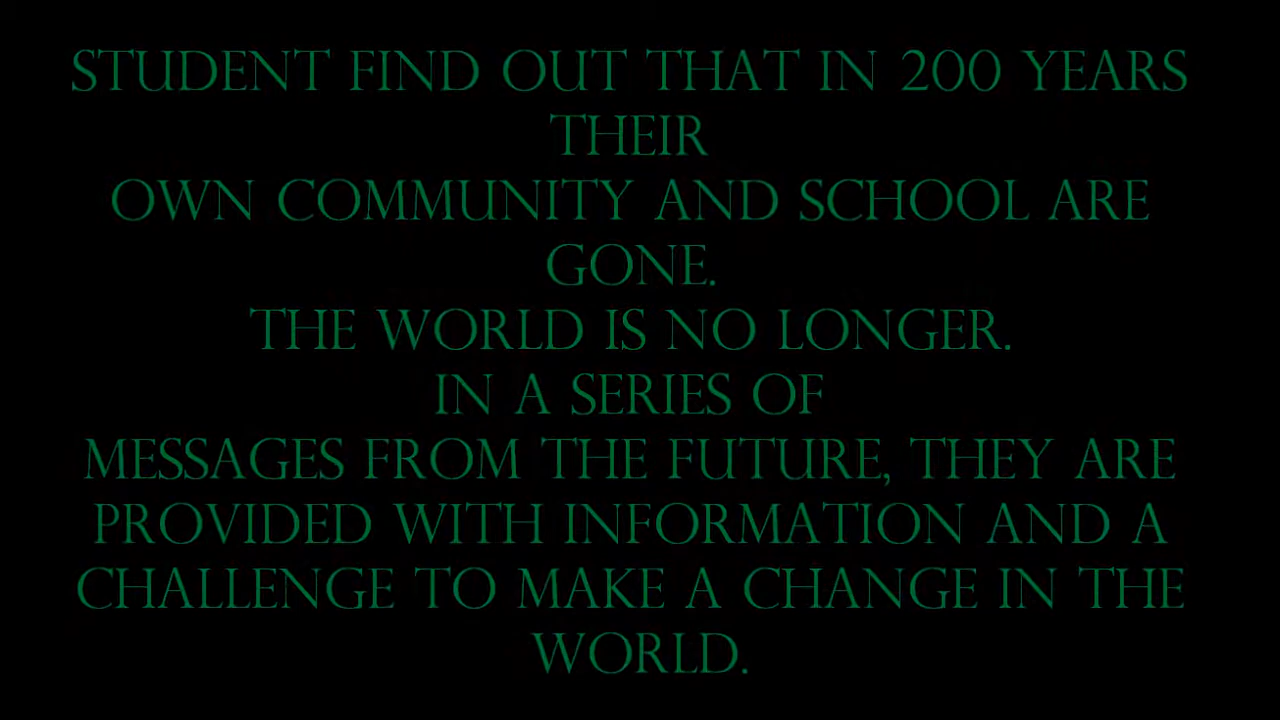 STUDENT FIND OUT THAT IN 200 YEARS
THEIR
OWN COMMUNITY AND SCHOOL ARE
GONE.
THE WORLD IS NO LONGER.
IN A SERIES OF
MESSAGES FROM THE FUTURE, THEY ARE
PROVIDED WITH INFORMATION AND A
CHALLENGE TO MAKE A CHANGE IN THE
WORLD.